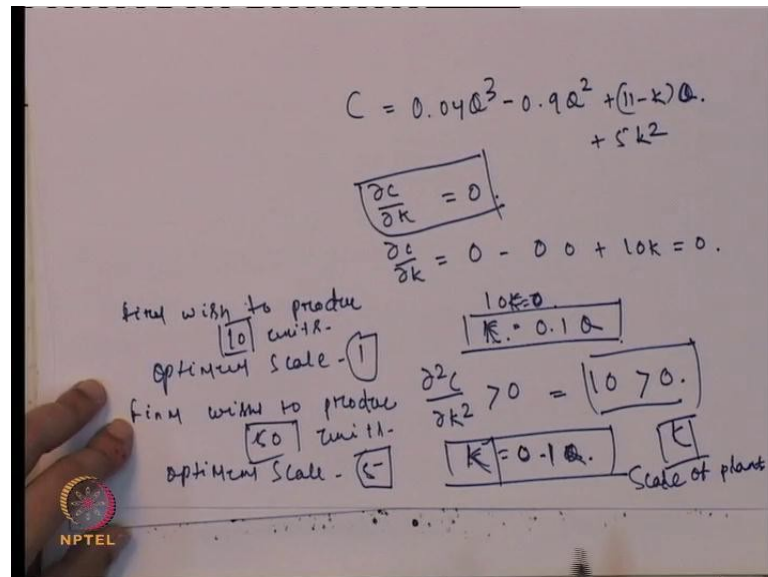 C = 0.04Q³ - 0.9Q² + (11-k)Q.
+ 5k²
∂c/∂k = 0
∂c/∂k = 0 - 0 0 + 10k = 0.
firm wish to produce
10 units.
optimum scale - 1
10k=0
k = 0.1Q
firm wishes to produce
50 units.
optimum scale - 5
∂²c/∂k² > 0 = 10 > 0.
k = 0.1Q.
k
Scale of plant
NPTEL